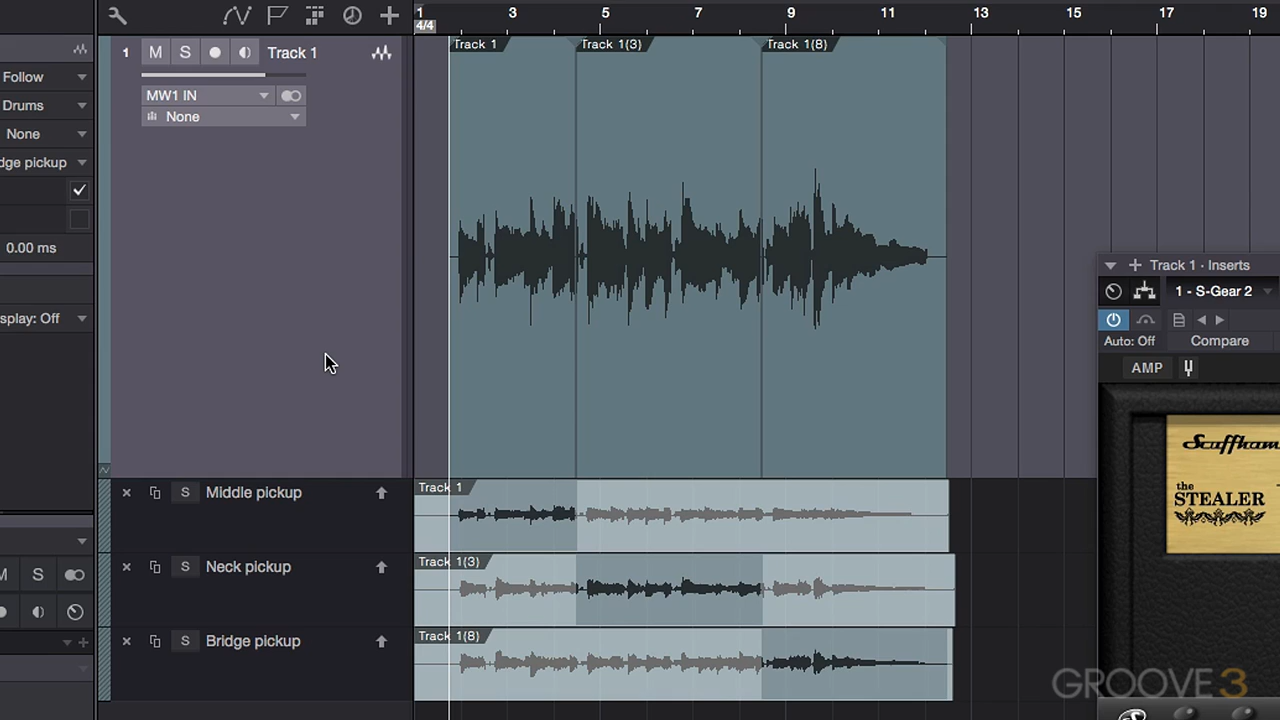 1 3 5 7 9 11 13 15 17 19
4/4
1 M S Track 1
Track 1 Track 1(3) Track 1(8)
Follow
MW1 IN
Drums
None
None
dge pickup
0.00 ms
Track 1 - Inserts
1 - S-Gear 2
splay: Off
Auto: Off Compare
AMP
Scuffham
the
STEALER
Track 1
S Middle pickup
Track 1(3)
S Neck pickup
M S
Track 1(8)
S Bridge pickup
GROOVE3